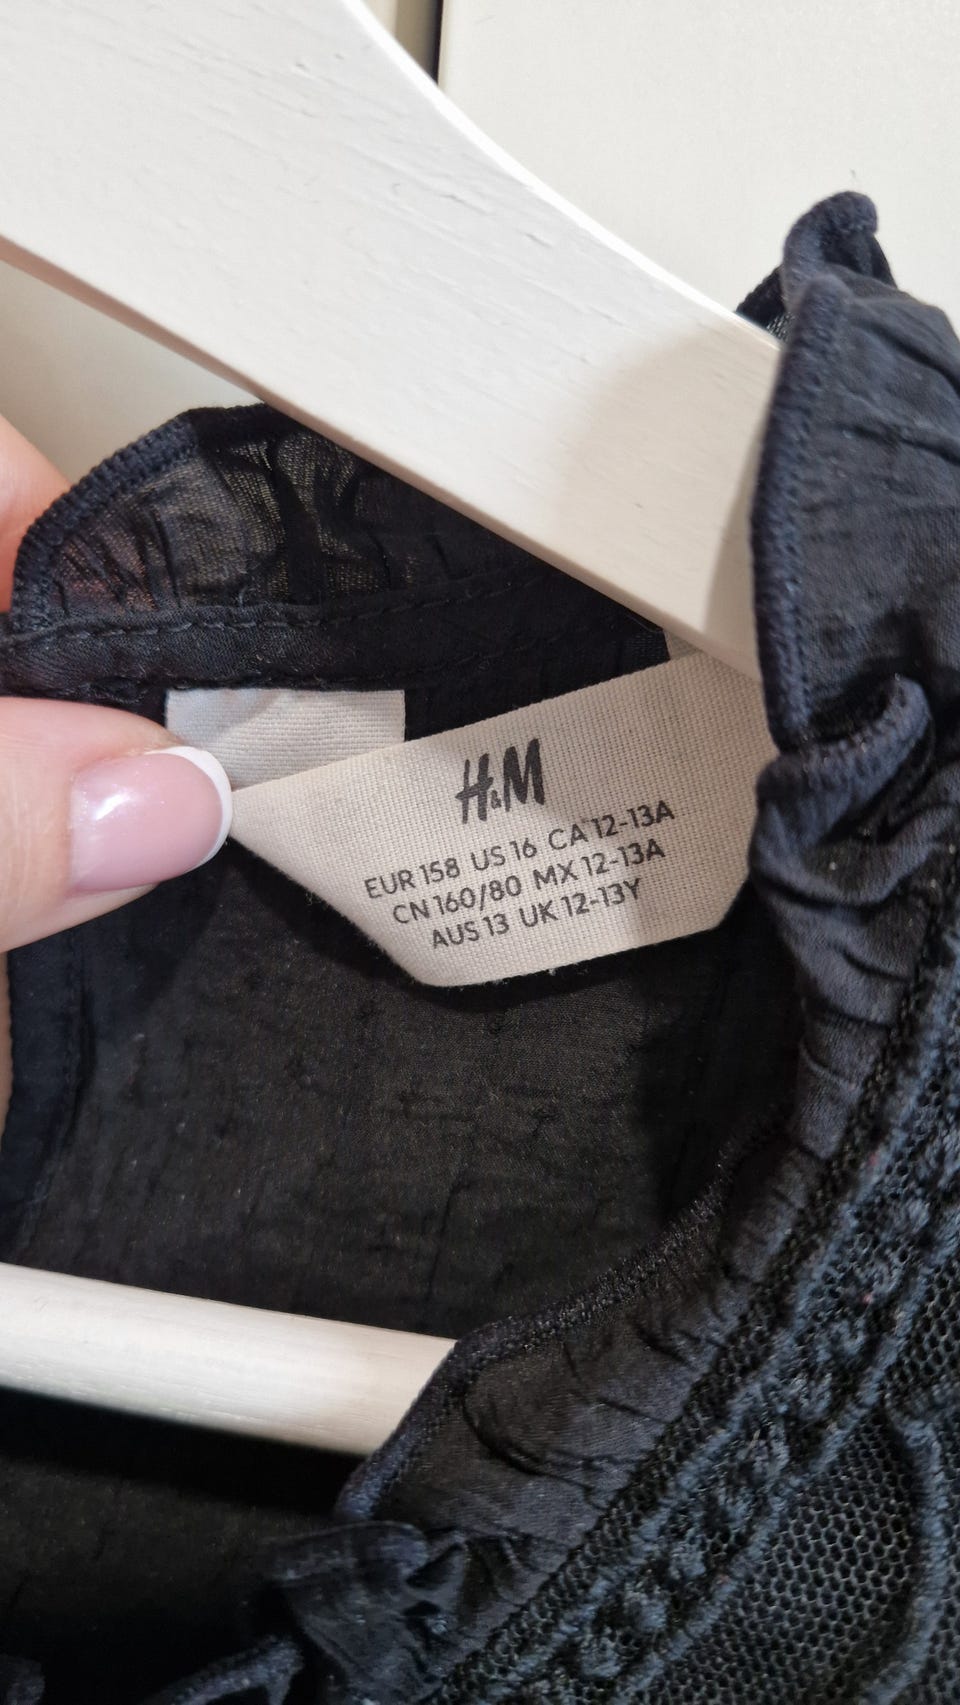 H&M
EUR 158 US 16 CA 12-13A
CN 160/80 MX 12-13A
AUS 13 UK 12-13Y